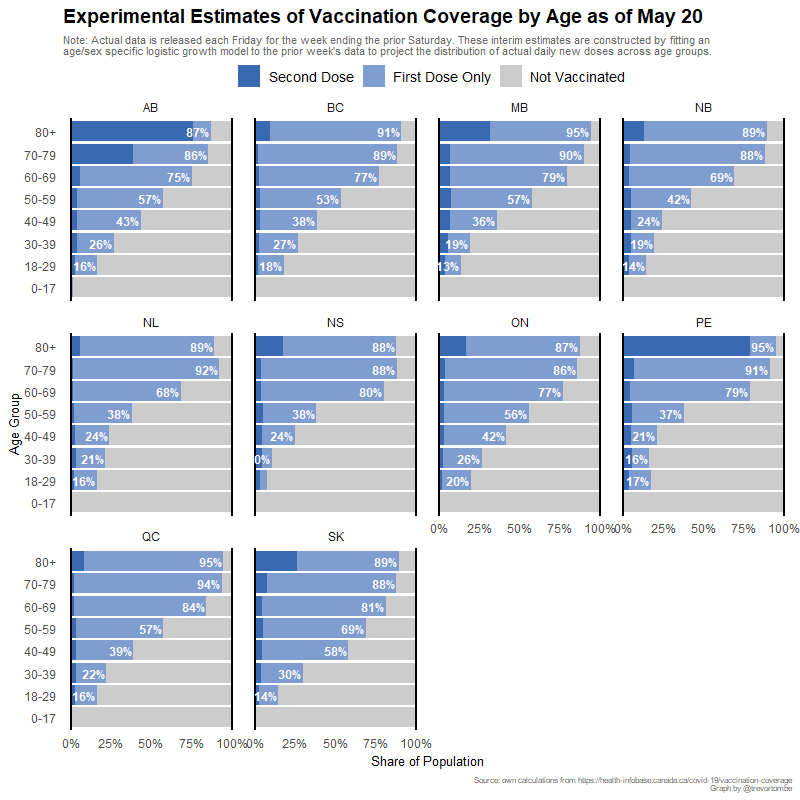 Experimental Estimates of Vaccination Coverage by Age as of May 20
Note: Actual data is released each Friday for the week ending the prior Saturday. These interim estimates are constructed by fitting an
age/sex specific logistic growth model to the prior week's data to project the distribution of actual daily new doses across age groups.
Second Dose First Dose Only Not Vaccinated
AB BC MB NB
80+ 87% 91% 95% 89%
70-79 86% 89% 90% 88%
60-69 75% 77% 79% 69%
50-59 57% 53% 57% 42%
40-49 43% 38% 36% 24%
30-39 26% 27% 19% 19%
18-29 16% 18% 13% 14%
0-17
NL NS ON PE
80+ 89% 88% 87% 95%
70-79 92% 88% 86% 91%
60-69 68% 80% 77% 79%
50-59 38% 38% 56% 37%
40-49 24% 24% 42% 21%
30-39 21% 0% 26% 16%
18-29 16% 20% 17%
0-17
Age Group
0% 25% 50% 75% 100% 0% 25% 50% 75% 100%
QC SK
80+ 95% 89%
70-79 94% 88%
60-69 84% 81%
50-59 57% 69%
40-49 39% 58%
30-39 22% 30%
18-29 16% 14%
0-17
0% 25% 50% 75% 100% 0% 25% 50% 75% 100%
Share of Population
Source: own calculations from https://health-infobase.canada.ca/covid-19/vaccination-coverage
Graph by @trevortombe